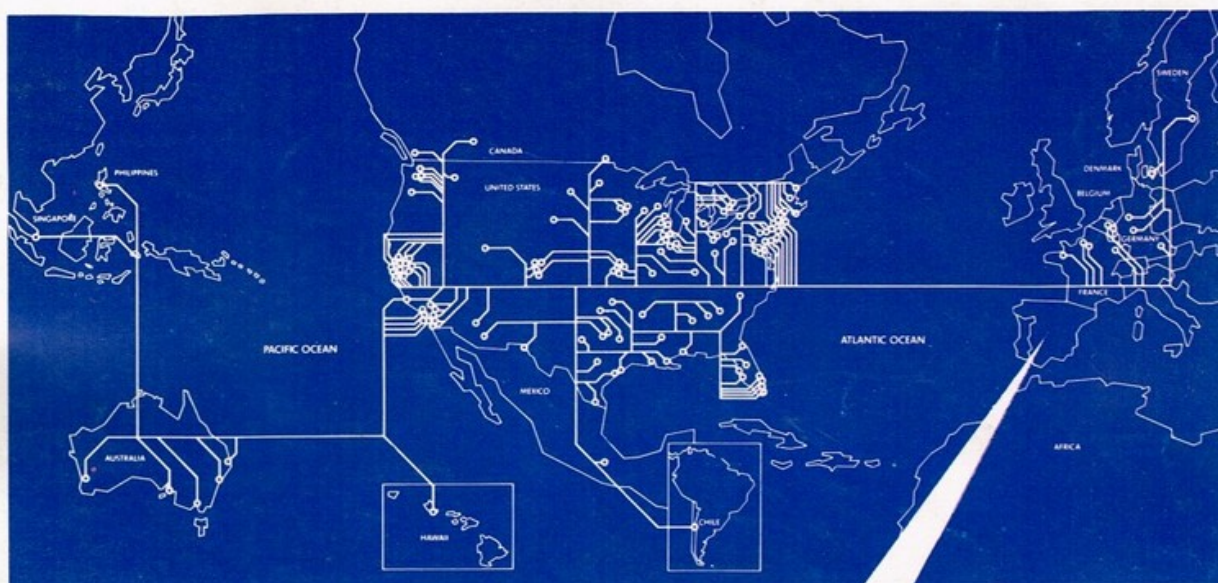 SWEDEN
CANADA
DENMARK
PHILIPPINES
UNITED STATES
BELGIUM
SINGAPORE
GERMANY
FRANCE
PACIFIC OCEAN
ATLANTIC OCEAN
MEXICO
AFRICA
AUSTRALIA
CHILE
HAWAII